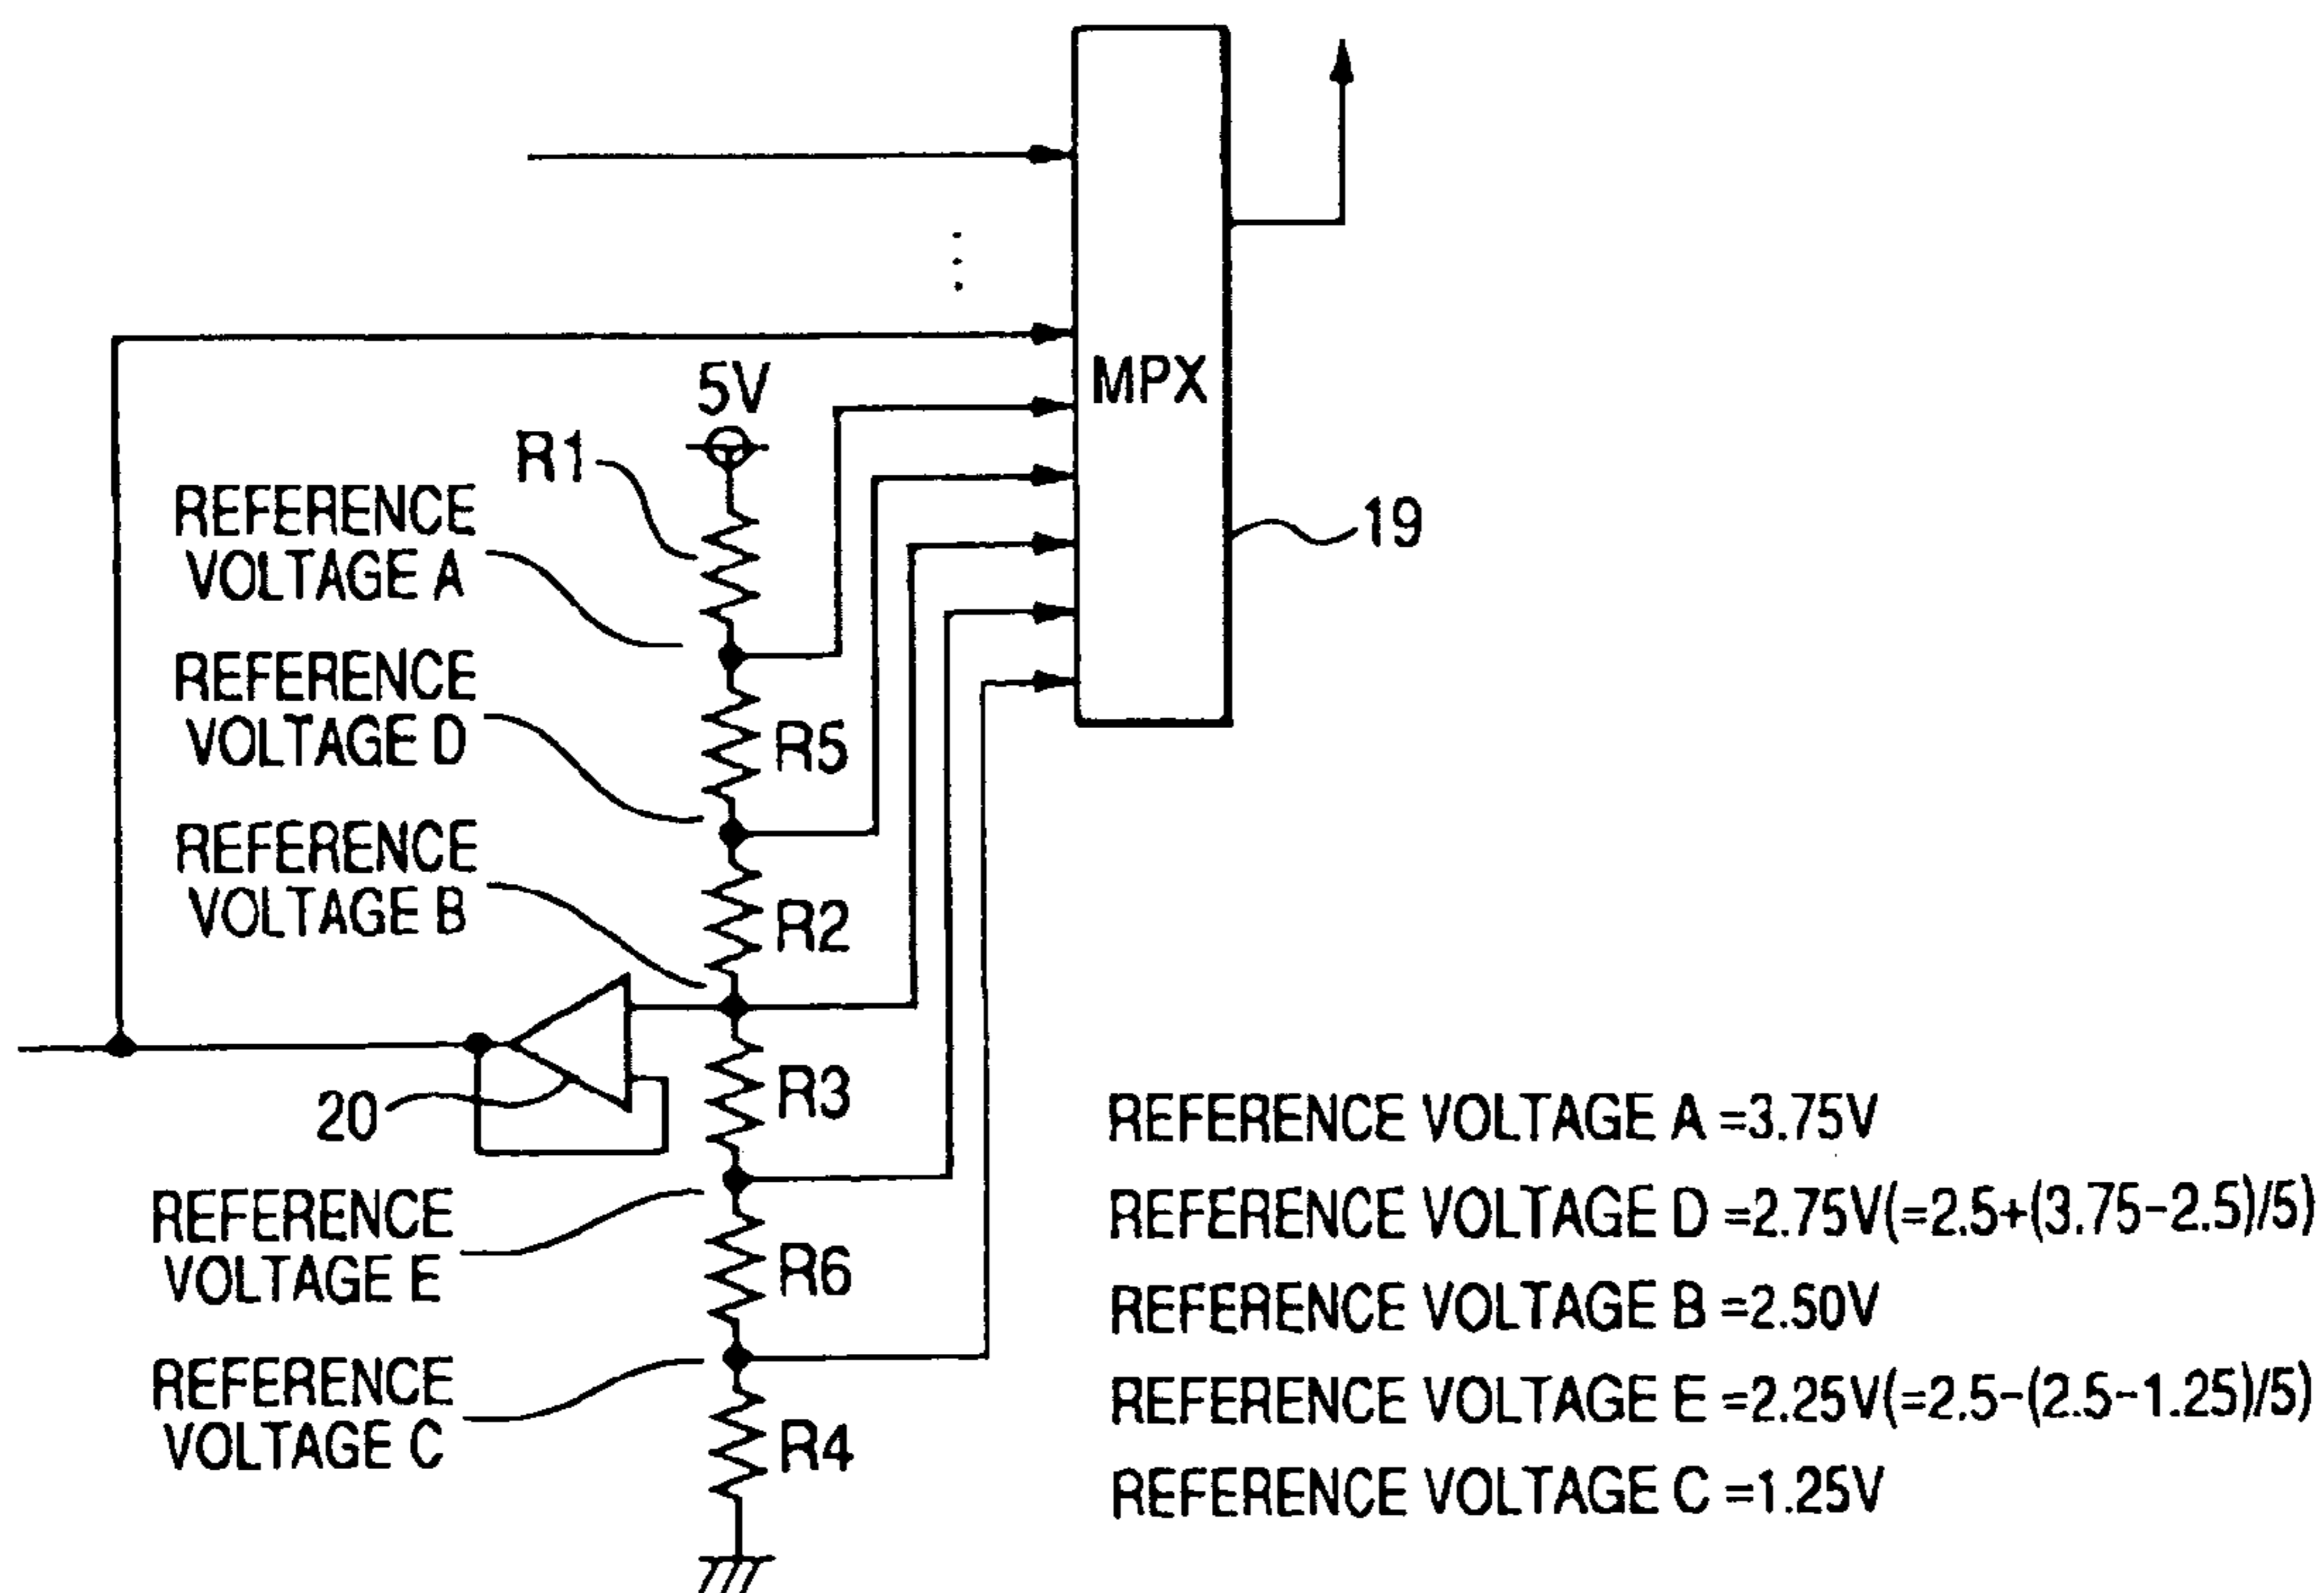 MPX
5V
R1
REFERENCE
VOLTAGE A
19
REFERENCE
VOLTAGE D
R5
REFERENCE
VOLTAGE B
R2
20
R3
REFERENCE
VOLTAGE E
R6
REFERENCE
VOLTAGE C
R4
REFERENCE VOLTAGE A =3.75V
REFERENCE VOLTAGE D =2.75V(=2.5+(3.75-2.5)/5)
REFERENCE VOLTAGE B =2.50V
REFERENCE VOLTAGE E =2.25V(=2.5-(2.5-1.25)/5)
REFERENCE VOLTAGE C =1.25V